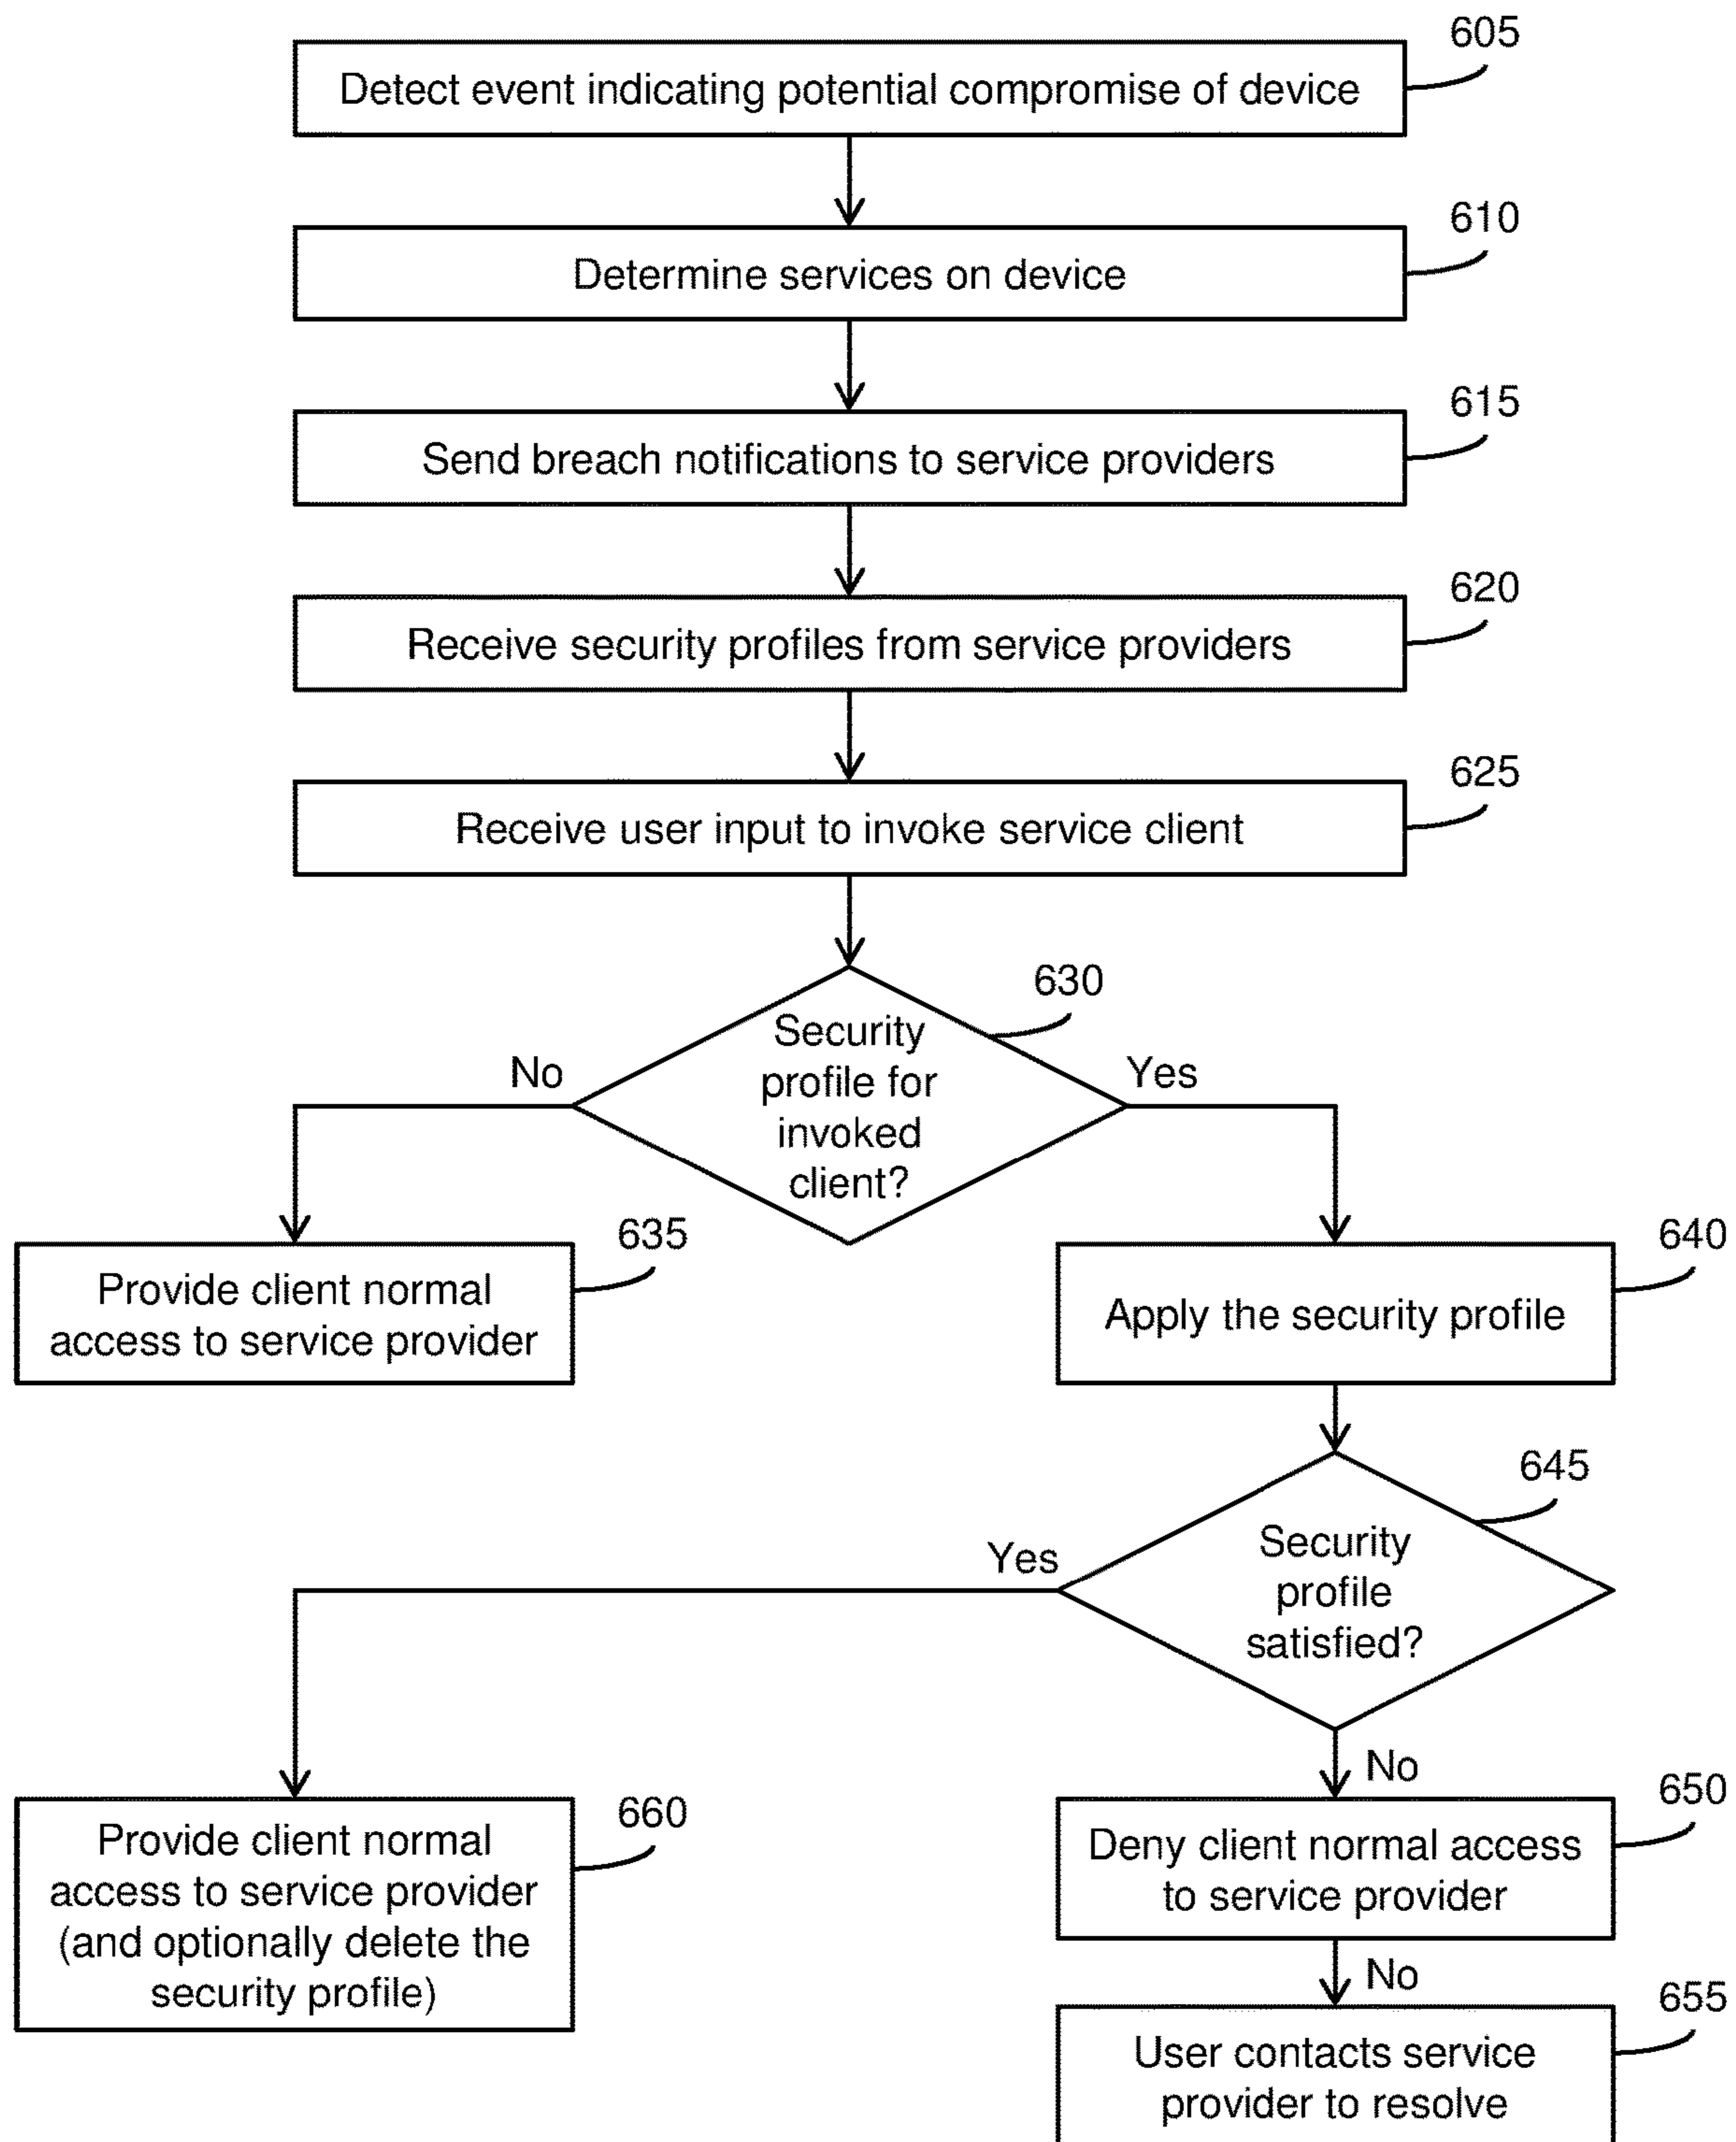 605
Detect event indicating potential compromise of device
610
Determine services on device
615
Send breach notifications to service providers
620
Receive security profiles from service providers
625
Receive user input to invoke service client
630
Security
profile for
invoked
client?
No
Yes
635
Provide client normal
access to service provider
640
Apply the security profile
645
Security
profile
satisfied?
Yes
No
660
Provide client normal
access to service provider
(and optionally delete the
security profile)
650
Deny client normal access
to service provider
No
655
User contacts service
provider to resolve